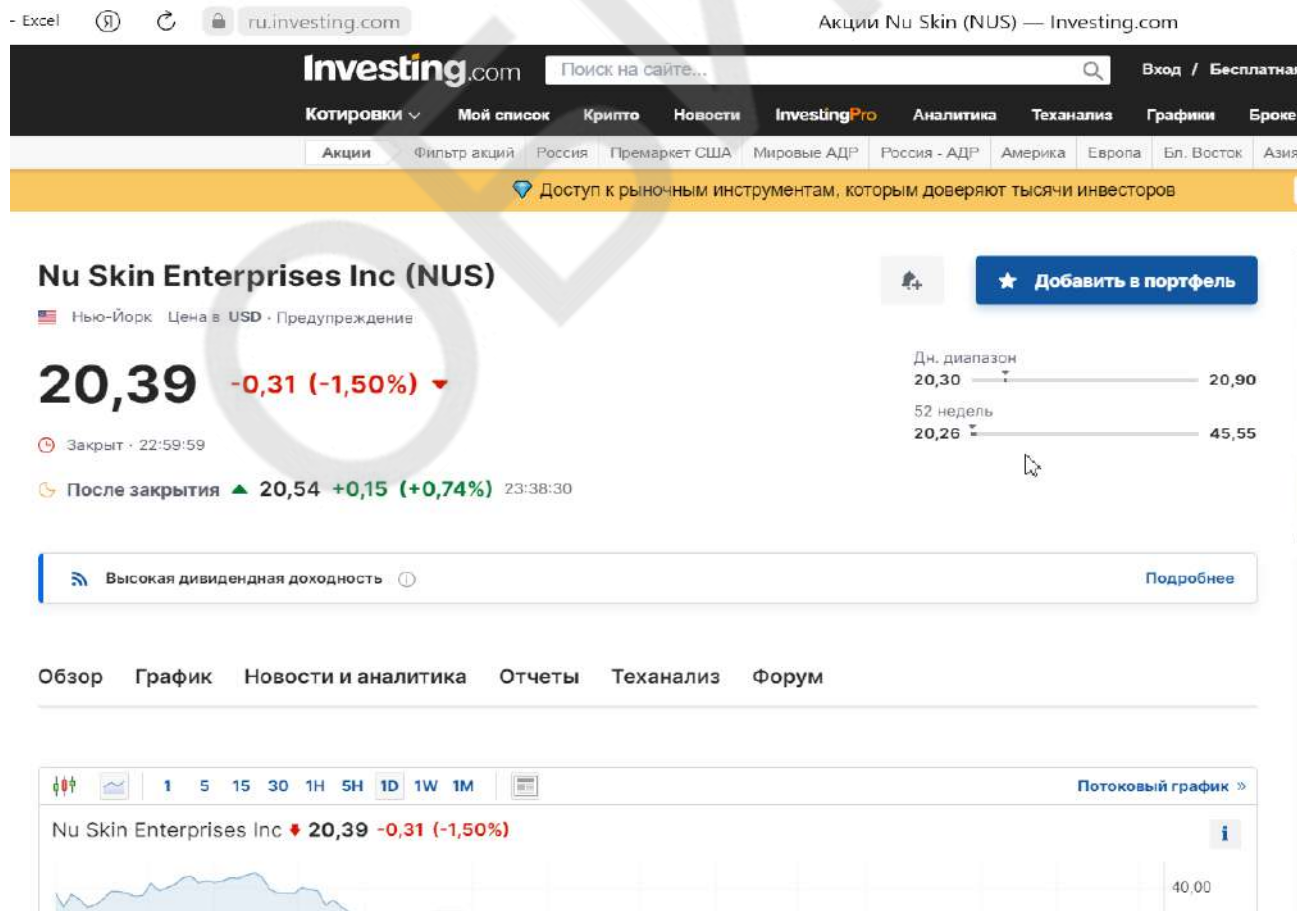 - Excel Я ru.investing.com Акции Nu Skin (NUS) — Investing.com
Investing.com Поиск на сайте... Вход / Бесплатная
Котировки Мой список Крипто Новости InvestingPro Аналитика Теханализ Графики Броке
Акции Фильтр акций Россия Премаркет США Мировые АДР Россия - АДР Америка Европа Бл. Восток Азия
Доступ к рыночным инструментам, которым доверяют тысячи инвесторов
Nu Skin Enterprises Inc (NUS)
Добавить в портфель
Нью-Йорк Цена в USD · Предупреждение
20,39 -0,31 (-1,50%)
Дн. диапазон
20,30 20,90
52 недель
20,26 45,55
Закрыт · 22:59:59
После закрытия 20,54 +0,15 (+0,74%) 23:38:30
Высокая дивидендная доходность Подробнее
Обзор График Новости и аналитика Отчеты Теханализ Форум
1 5 15 30 1H 5H 1D 1W 1M Потоковый график »
Nu Skin Enterprises Inc 20,39 -0,31 (-1,50%) i
40,00